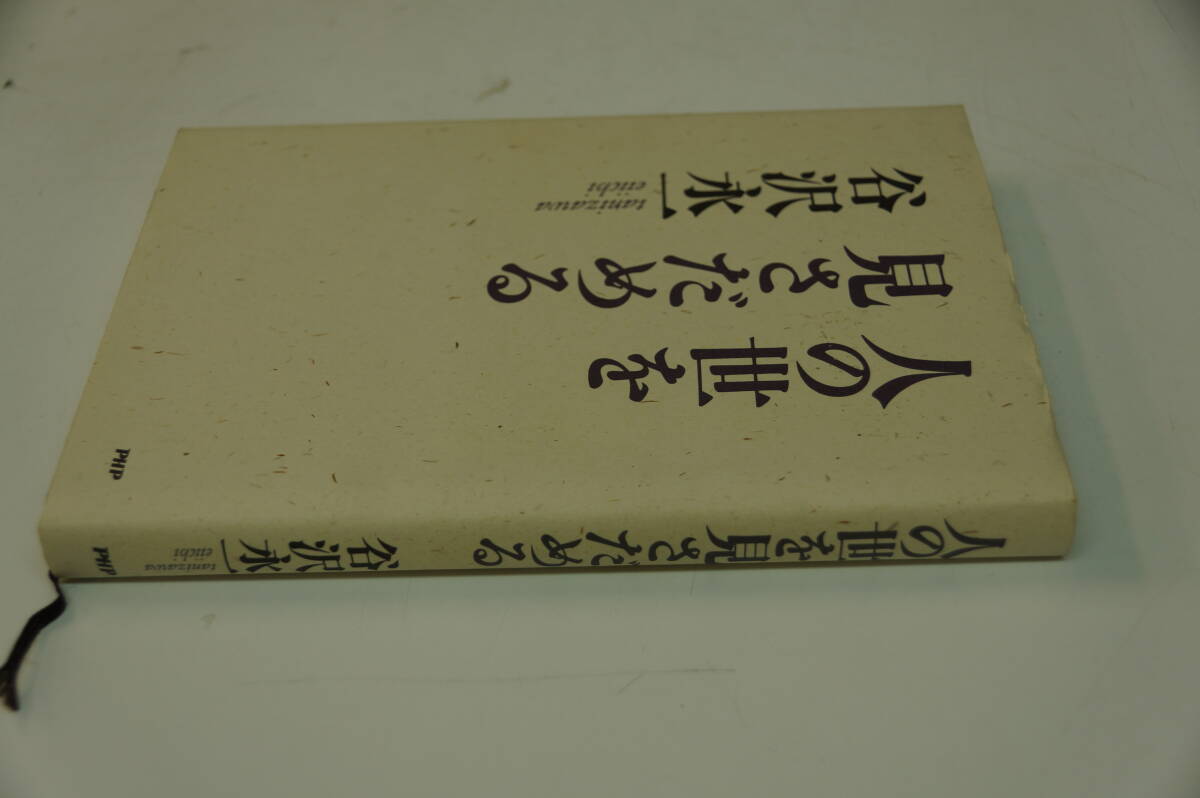 人の世を
見さだめる
谷沢永一
tanizawa
eiichi
PHP
人の世を見さだめる
谷沢永一
tanizawa
eiichi
PHP